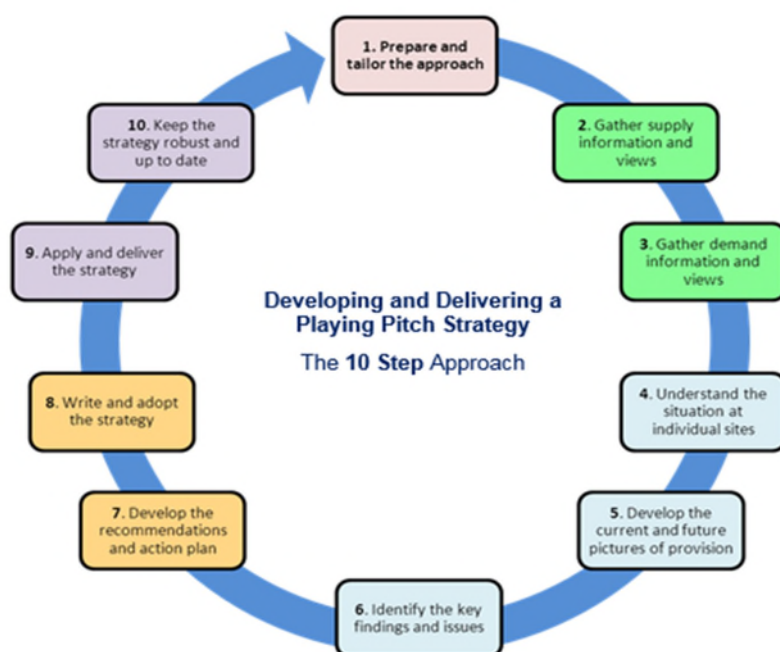 1. Prepare and
tailor the approach
2. Gather supply
information and
views
3. Gather demand
information and
views
4. Understand the
situation at
individual sites
5. Develop the
current and future
pictures of provision
6. Identify the key
findings and issues
7. Develop the
recommendations
and action plan
8. Write and adopt
the strategy
9. Apply and deliver
the strategy
10. Keep the
strategy robust and
up to date
Developing and Delivering a
Playing Pitch Strategy
The 10 Step Approach